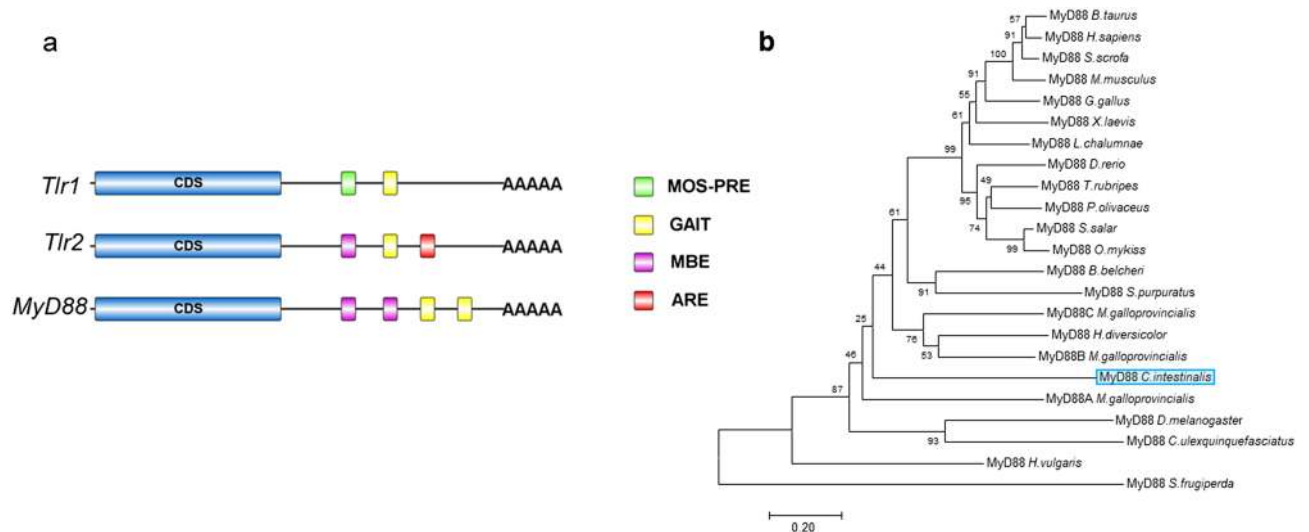 a
Tlr1 CDS AAAAA
Tlr2 CDS AAAAA
MyD88 CDS AAAAA
MOS-PRE
GAIT
MBE
ARE
b
MyD88 B.taurus
57
MyD88 H.sapiens
91
MyD88 S.scrofa
100
MyD88 M.musculus
91
MyD88 G.gallus
55
MyD88 X.laevis
61
MyD88 L.chalumnae
99
MyD88 D.rerio
49
MyD88 T.rubripes
95
MyD88 P.olivaceus
74
MyD88 S.salar
99
MyD88 O.mykiss
61
MyD88 B.belcheri
91
MyD88 S.purpuratus
44
MyD88C M.galloprovincialis
76
MyD88 H.diversicolor
53
MyD88B M.galloprovincialis
25
MyD88 C.intestinalis
46
MyD88A M.galloprovincialis
87
MyD88 D.melanogaster
93
MyD88 C.ulexquinquefasciatus
MyD88 H.vulgaris
MyD88 S.frugiperda
0.20